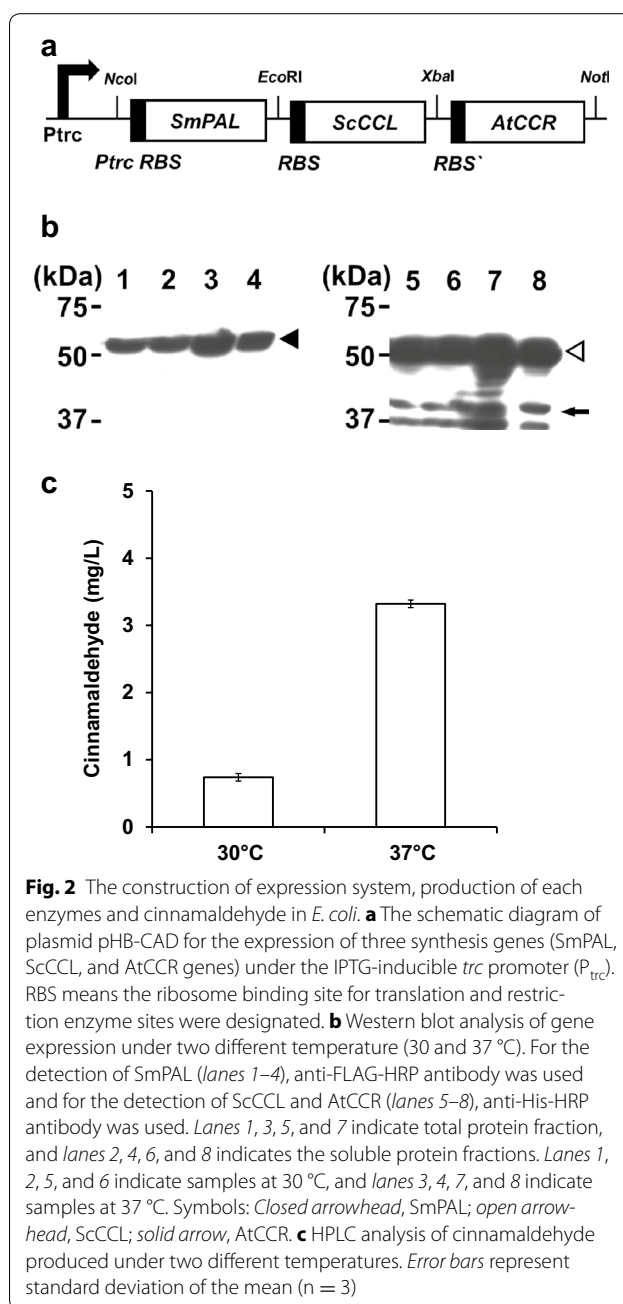 a
NcoI EcoRI XbaI NotI
Ptrc SmPAL ScCCL AtCCR
Ptrc RBS RBS RBS`
b
(kDa) 1 2 3 4 (kDa) 5 6 7 8
75- 75-
50- 50-
37- 37-
c
Cinnamaldehyde (mg/L)
5
4
3
2
1
0
30°C 37°C
Fig. 2 The construction of expression system, production of each
enzymes and cinnamaldehyde in E. coli. a The schematic diagram of
plasmid pHB-CAD for the expression of three synthesis genes (SmPAL,
ScCCL, and AtCCR genes) under the IPTG-inducible trc promoter (Ptrc).
RBS means the ribosome binding site for translation and restric-
tion enzyme sites were designated. b Western blot analysis of gene
expression under two different temperature (30 and 37 °C). For the
detection of SmPAL (lanes 1–4), anti-FLAG-HRP antibody was used
and for the detection of ScCCL and AtCCR (lanes 5–8), anti-His-HRP
antibody was used. Lanes 1, 3, 5, and 7 indicate total protein fraction,
and lanes 2, 4, 6, and 8 indicates the soluble protein fractions. Lanes 1,
2, 5, and 6 indicate samples at 30 °C, and lanes 3, 4, 7, and 8 indicate
samples at 37 °C. Symbols: Closed arrowhead, SmPAL; open arrow-
head, ScCCL; solid arrow, AtCCR. c HPLC analysis of cinnamaldehyde
produced under two different temperatures. Error bars represent
standard deviation of the mean (n = 3)